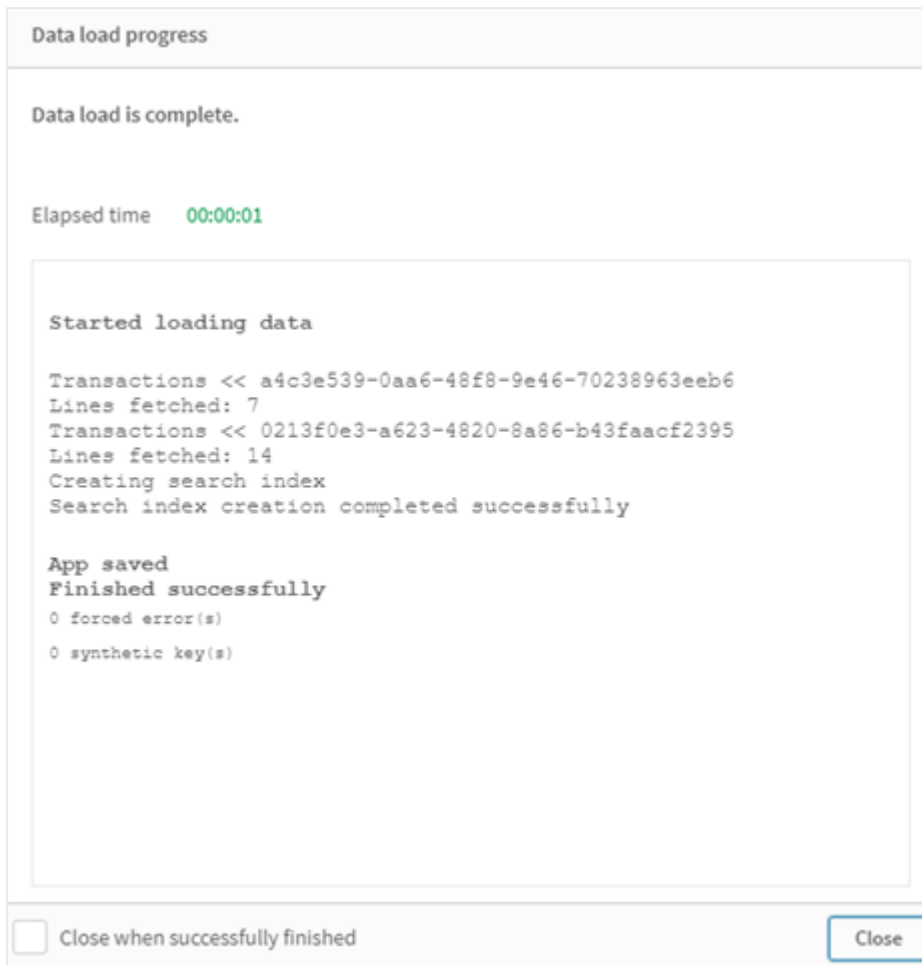 Data load progress
Data load is complete.
Elapsed time 00:00:01
Started loading data
Transactions << a4c3e539-0aa6-48f8-9e46-70238963eeb6
Lines fetched: 7
Transactions << 0213f0e3-a623-4820-8a86-b43faacf2395
Lines fetched: 14
Creating search index
Search index creation completed successfully
App saved
Finished successfully
0 forced error(s)
0 synthetic key(s)
Close when successfully finished
Close